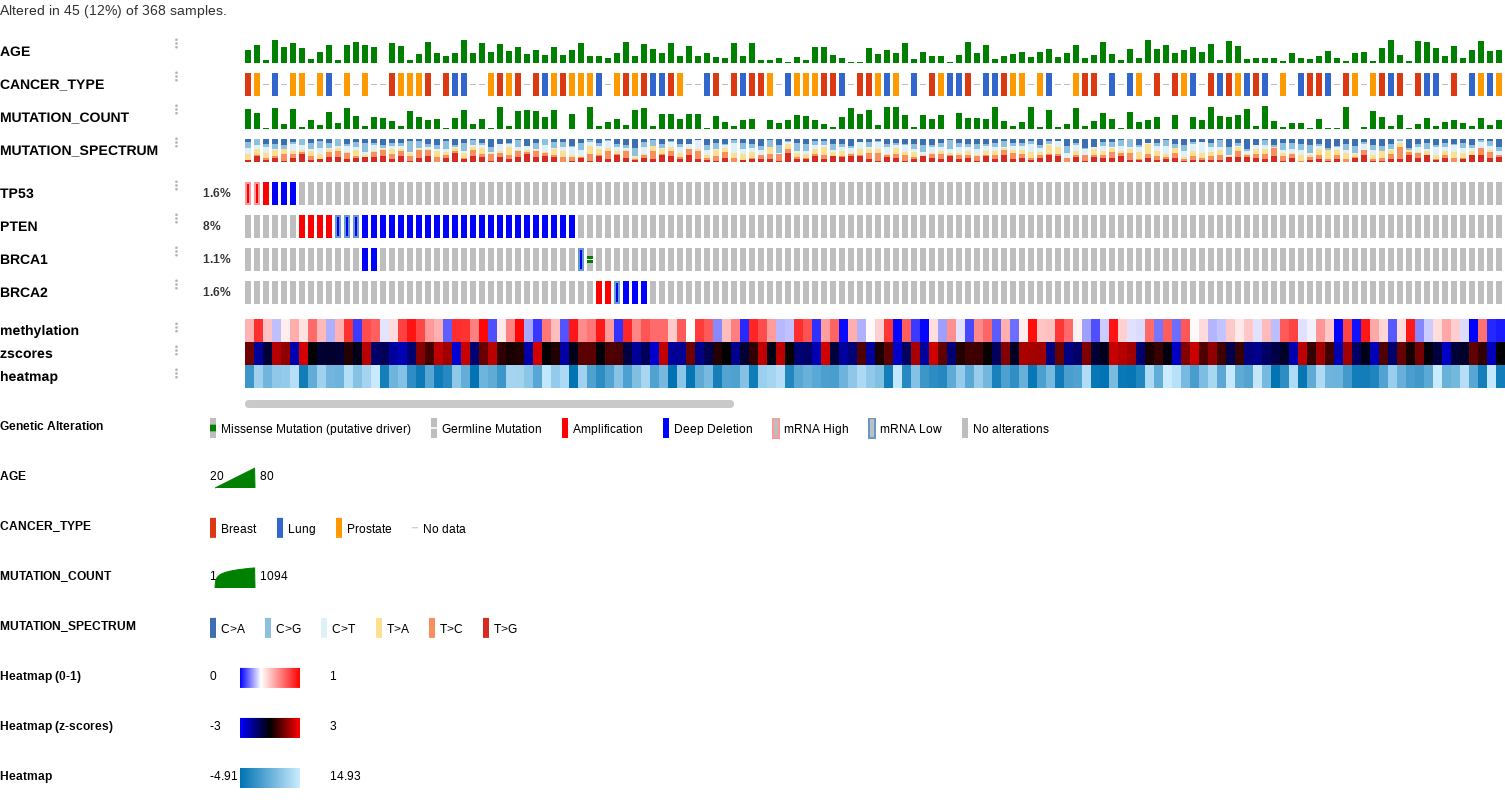 Altered in 45 (12%) of 368 samples.
AGE
CANCER_TYPE
MUTATION_COUNT
MUTATION_SPECTRUM
TP53 1.6%
PTEN 8%
BRCA1 1.1%
BRCA2 1.6%
methylation
zscores
heatmap
Genetic Alteration Missense Mutation (putative driver) Germline Mutation Amplification Deep Deletion mRNA High mRNA Low No alterations
AGE 20 80
CANCER_TYPE Breast Lung Prostate No data
MUTATION_COUNT 1 1094
MUTATION_SPECTRUM C>A C>G C>T T>A T>C T>G
Heatmap (0-1) 0 1
Heatmap (z-scores) -3 3
Heatmap -4.91 14.93